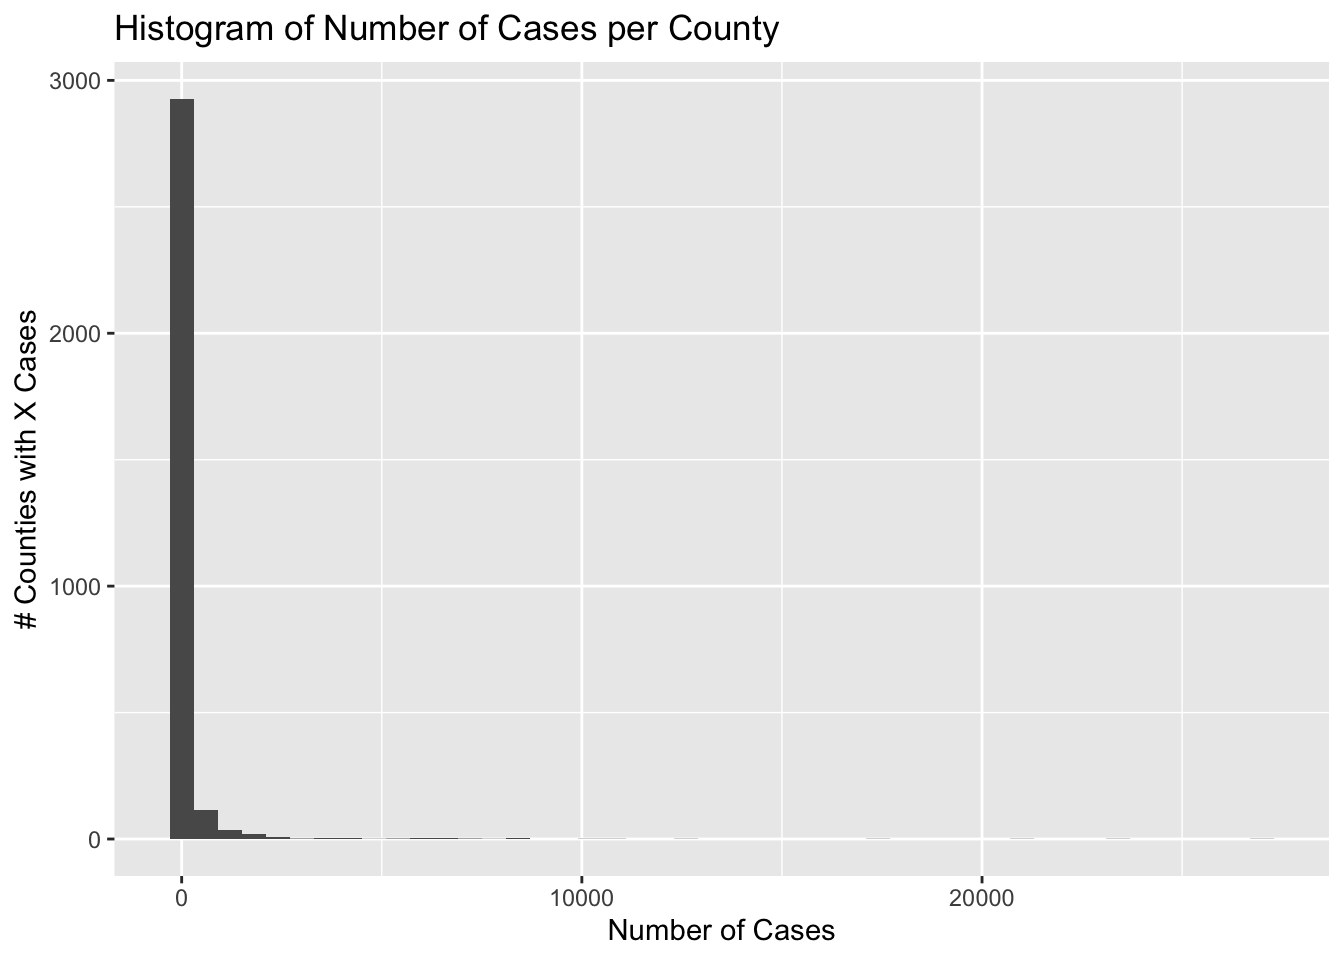 Histogram of Number of Cases per County
3000
2000
1000
0
# Counties with X Cases
0 10000 20000
Number of Cases